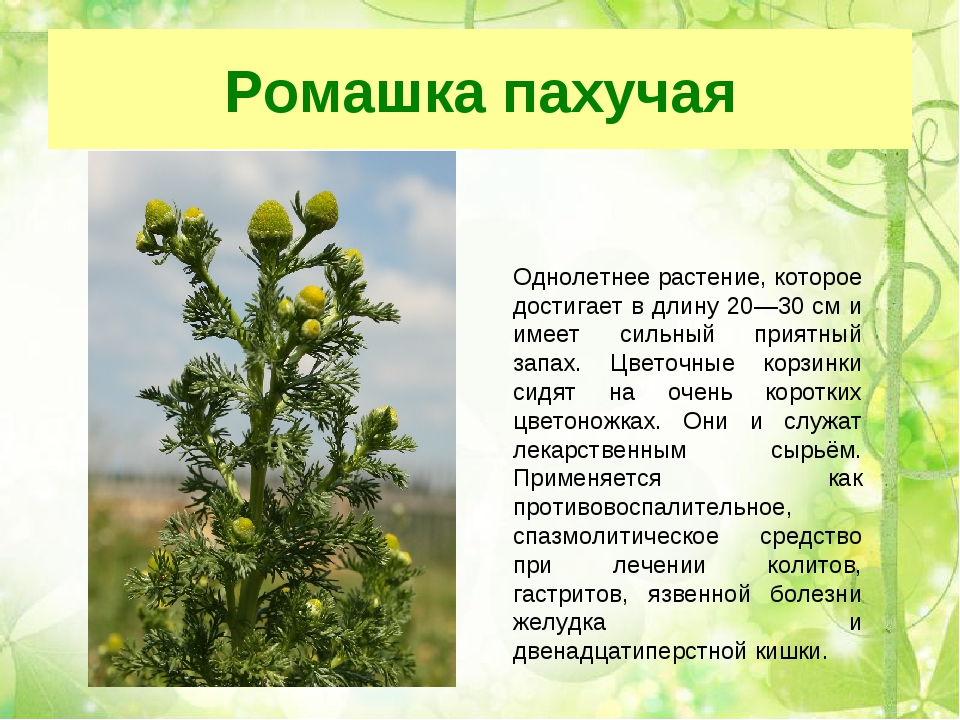 Ромашка пахучая
Однолетнее растение, которое
достигает в длину 20—30 см и
имеет сильный приятный
запах. Цветочные корзинки
сидят на очень коротких
цветоножках. Они и служат
лекарственным сырьём.
Применяется как
противовоспалительное,
спазмолитическое средство
при лечении колитов,
гастритов, язвенной болезни
желудка и
двенадцатиперстной кишки.